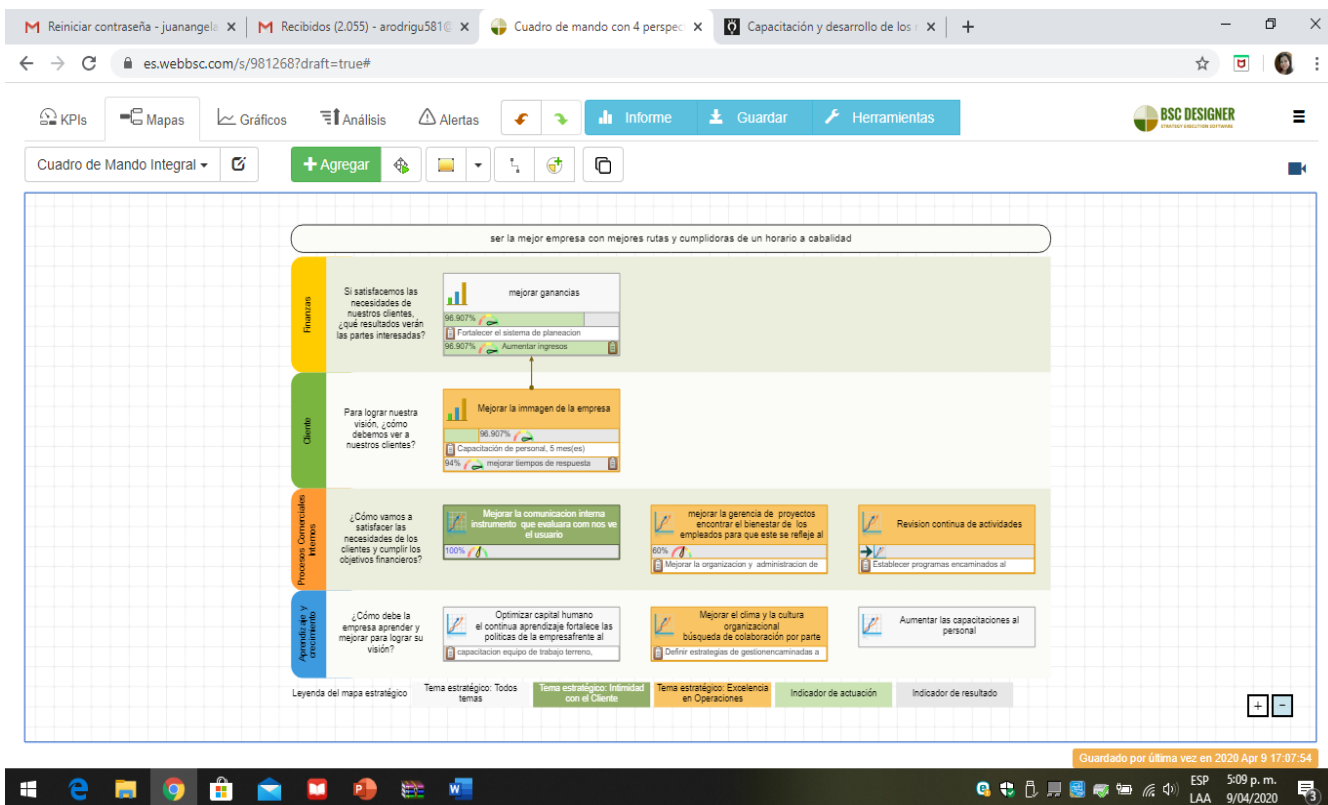 Reiniciar contraseña - juanangela
Recibidos (2.055) - arodrigu581@
Cuadro de mando con 4 perspec
Capacitación y desarrollo de los
es.webbsc.com/s/981268?draft=true#
KPIs
Mapas
Gráficos
Análisis
Alertas
Informe
Guardar
Herramientas
BSC DESIGNER
STRATEGY EXECUTION SOFTWARE
Cuadro de Mando Integral
Agregar
ser la mejor empresa con mejores rutas y cumplidoras de un horario a cabalidad
Finanzas
Si satisfacemos las
necesidades de
nuestros clientes,
¿qué resultados verán
las partes interesadas?
mejorar ganancias
96.907%
Fortalecer el sistema de planeacion
96.907% Aumentar ingresos
Cliente
Para lograr nuestra
visión, ¿cómo
debemos ver a
nuestros clientes?
Mejorar la immagen de la empresa
96.907%
Capacitación de personal, 5 mes(es)
94% mejorar tiempos de respuesta
Procesos Comerciales
Internos
¿Cómo vamos a
satisfacer las
necesidades de los
clientes y cumplir los
objetivos financieros?
Mejorar la comunicacion interna
instrumento que evaluara com nos ve
el usuario
100%
mejorar la gerencia de proyectos
encontrar el bienestar de los
empleados para que este se refleje al
60%
Mejorar la organizacion y administracion de
Revision continua de actividades
Establecer programas encaminados al
Aprendizaje y
crecimiento
¿Cómo debe la
empresa aprender y
mejorar para lograr su
visión?
Optimizar capital humano
el continua aprendizaje fortalece las
politicas de la empresafrente al
capacitacion equipo de trabajo terreno,
Mejorar el clima y la cultura
organizacional
búsqueda de colaboración por parte
Definir estrategias de gestionencaminadas a
Aumentar las capacitaciones al
personal
Leyenda del mapa estratégico
Tema estratégico: Todos
temas
Tema estratégico: Intimidad
con el Cliente
Tema estratégico: Excelencia
en Operaciones
Indicador de actuación
Indicador de resultado
Guardado por última vez en 2020 Apr 9 17:07:54
ESP
LAA
5:09 p. m.
9/04/2020
3